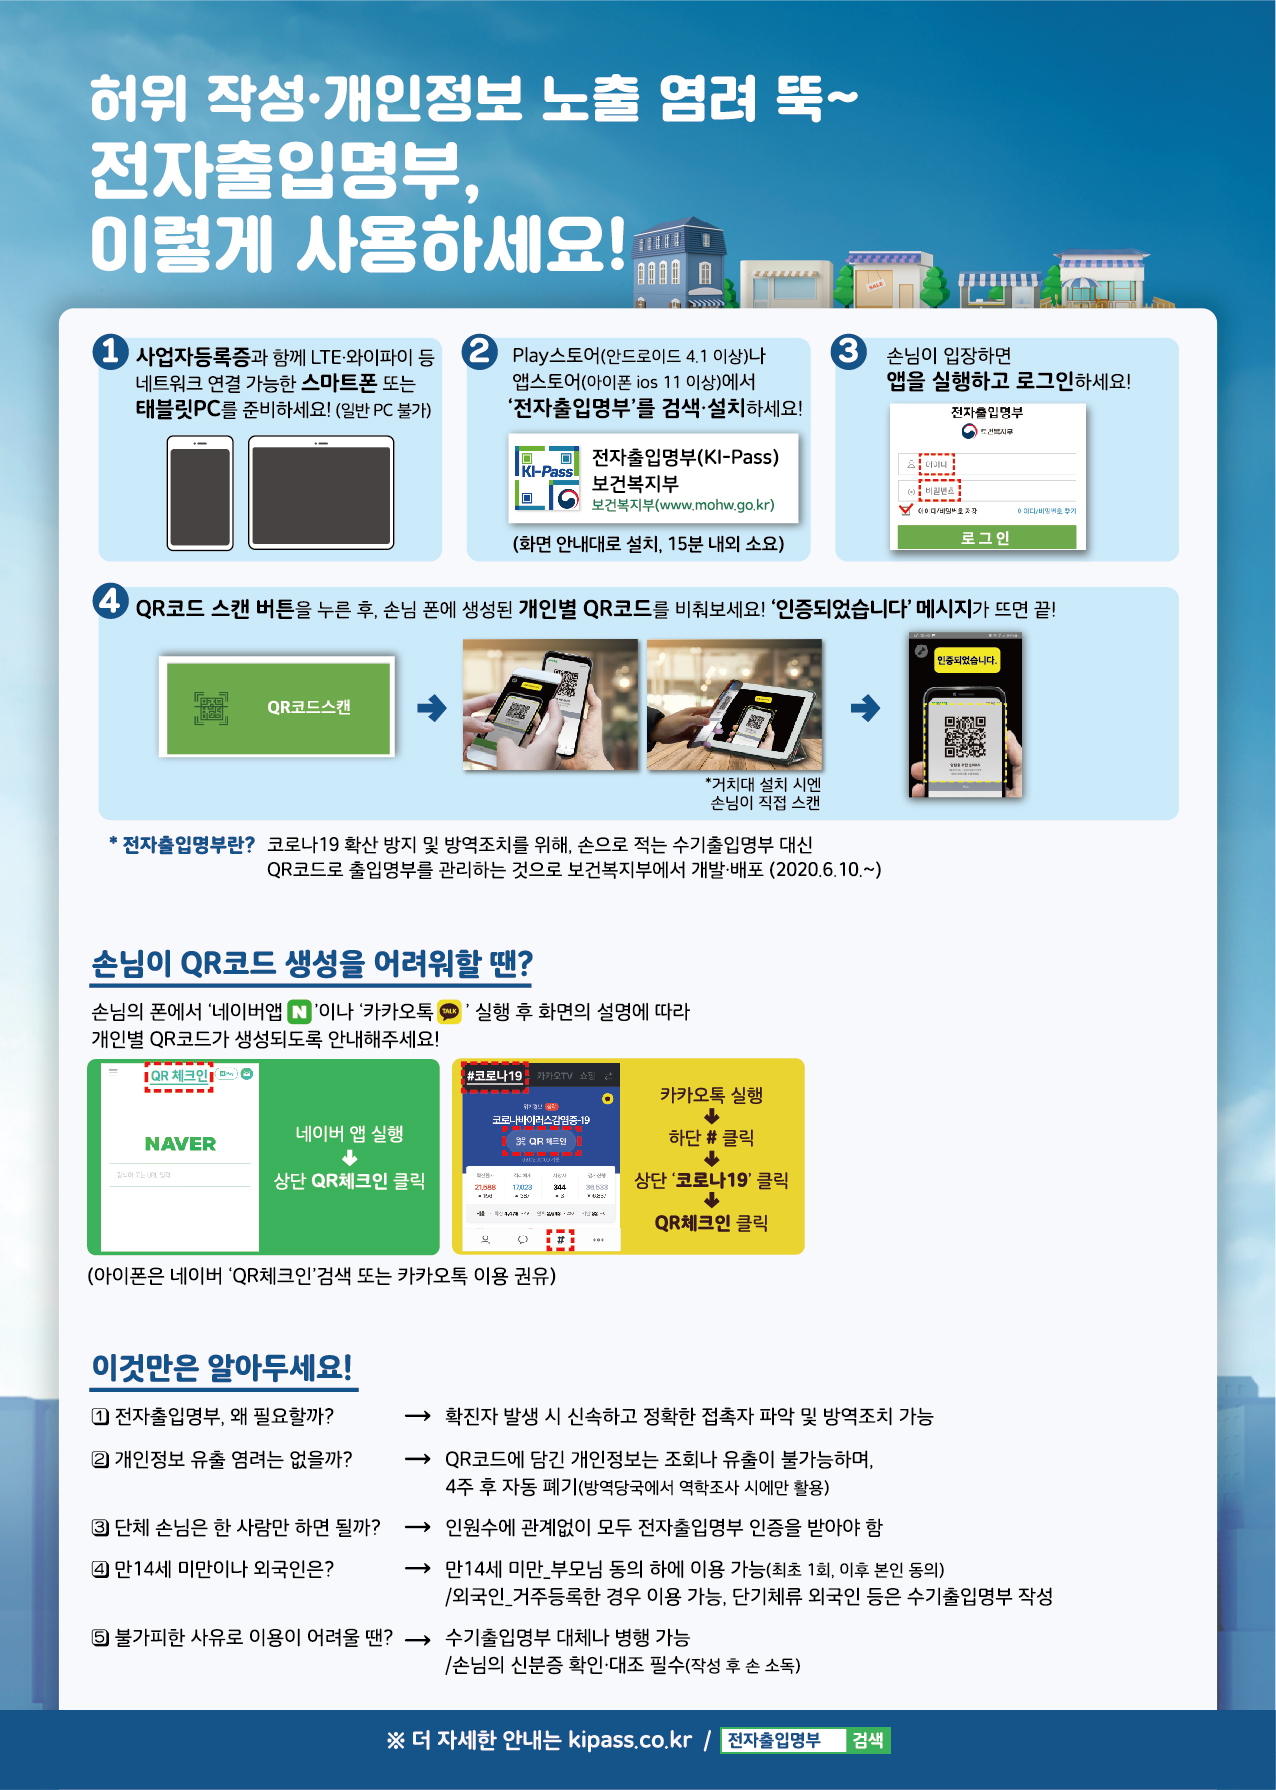 허위 작성·개인정보 노출 염려 뚝~
전자출입명부,
이렇게 사용하세요!
SALE
1 사업자등록증과 함께 LTE·와이파이 등
네트워크 연결 가능한 스마트폰 또는
태블릿PC를 준비하세요! (일반 PC 불가)
2 Play스토어(안드로이드 4.1 이상)나
앱스토어(아이폰 ios 11 이상)에서
‘전자출입명부’를 검색·설치하세요!
KI-Pass
전자출입명부(KI-Pass)
보건복지부
보건복지부(www.mohw.go.kr)
(화면 안내대로 설치, 15분 내외 소요)
3 손님이 입장하면
앱을 실행하고 로그인하세요!
전자출입명부
보건복지부
아이디
비밀번호
아이디/비밀번호 저장 아이디/비밀번호 찾기
로그인
4 QR코드 스캔 버튼을 누른 후, 손님 폰에 생성된 개인별 QR코드를 비춰보세요! ‘인증되었습니다’ 메시지가 뜨면 끝!
QR코드스캔
인증되었습니다.
*거치대 설치 시엔
손님이 직접 스캔
* 전자출입명부란? 코로나19 확산 방지 및 방역조치를 위해, 손으로 적는 수기출입명부 대신
QR코드로 출입명부를 관리하는 것으로 보건복지부에서 개발·배포 (2020.6.10.~)
손님이 QR코드 생성을 어려워할 땐?
손님의 폰에서 ‘네이버앱 N ’이나 ‘카카오톡 TALK ’ 실행 후 화면의 설명에 따라
개인별 QR코드가 생성되도록 안내해주세요!
QR 체크인
NAVER
네이버 앱 실행
상단 QR체크인 클릭
#코로나19 카카오TV 쇼핑
코로나바이러스감염증-19
QR 체크인
21,588 17,023 344
#
카카오톡 실행
하단 # 클릭
상단 ‘코로나19’ 클릭
QR체크인 클릭
(아이폰은 네이버 ‘QR체크인’검색 또는 카카오톡 이용 권유)
이것만은 알아두세요!
1 전자출입명부, 왜 필요할까? → 확진자 발생 시 신속하고 정확한 접촉자 파악 및 방역조치 가능
2 개인정보 유출 염려는 없을까? → QR코드에 담긴 개인정보는 조회나 유출이 불가능하며,
4주 후 자동 폐기(방역당국에서 역학조사 시에만 활용)
3 단체 손님은 한 사람만 하면 될까? → 인원수에 관계없이 모두 전자출입명부 인증을 받아야 함
4 만14세 미만이나 외국인은? → 만14세 미만_부모님 동의 하에 이용 가능(최초 1회, 이후 본인 동의)
/외국인_거주등록한 경우 이용 가능, 단기체류 외국인 등은 수기출입명부 작성
5 불가피한 사유로 이용이 어려울 땐? → 수기출입명부 대체나 병행 가능
/손님의 신분증 확인·대조 필수(작성 후 손 소독)
※ 더 자세한 안내는 kipass.co.kr / 전자출입명부 검색